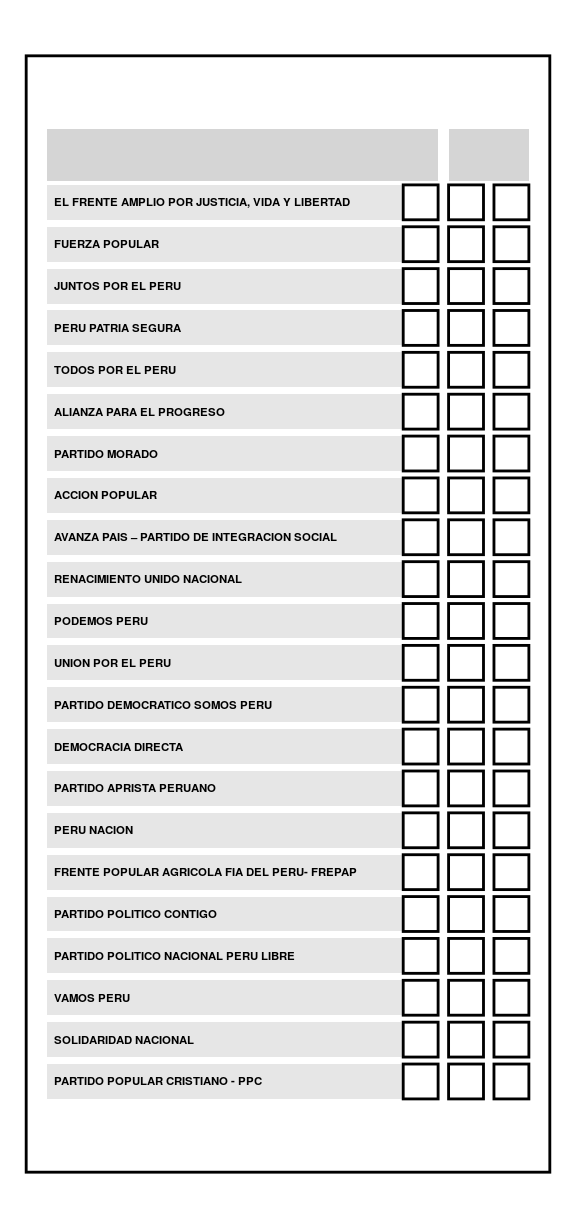 EL FRENTE AMPLIO POR JUSTICIA, VIDA Y LIBERTAD
FUERZA POPULAR
JUNTOS POR EL PERU
PERU PATRIA SEGURA
TODOS POR EL PERU
ALIANZA PARA EL PROGRESO
PARTIDO MORADO
ACCION POPULAR
AVANZA PAIS – PARTIDO DE INTEGRACION SOCIAL
RENACIMIENTO UNIDO NACIONAL
PODEMOS PERU
UNION POR EL PERU
PARTIDO DEMOCRATICO SOMOS PERU
DEMOCRACIA DIRECTA
PARTIDO APRISTA PERUANO
PERU NACION
FRENTE POPULAR AGRICOLA FIA DEL PERU- FREPAP
PARTIDO POLITICO CONTIGO
PARTIDO POLITICO NACIONAL PERU LIBRE
VAMOS PERU
SOLIDARIDAD NACIONAL
PARTIDO POPULAR CRISTIANO - PPC